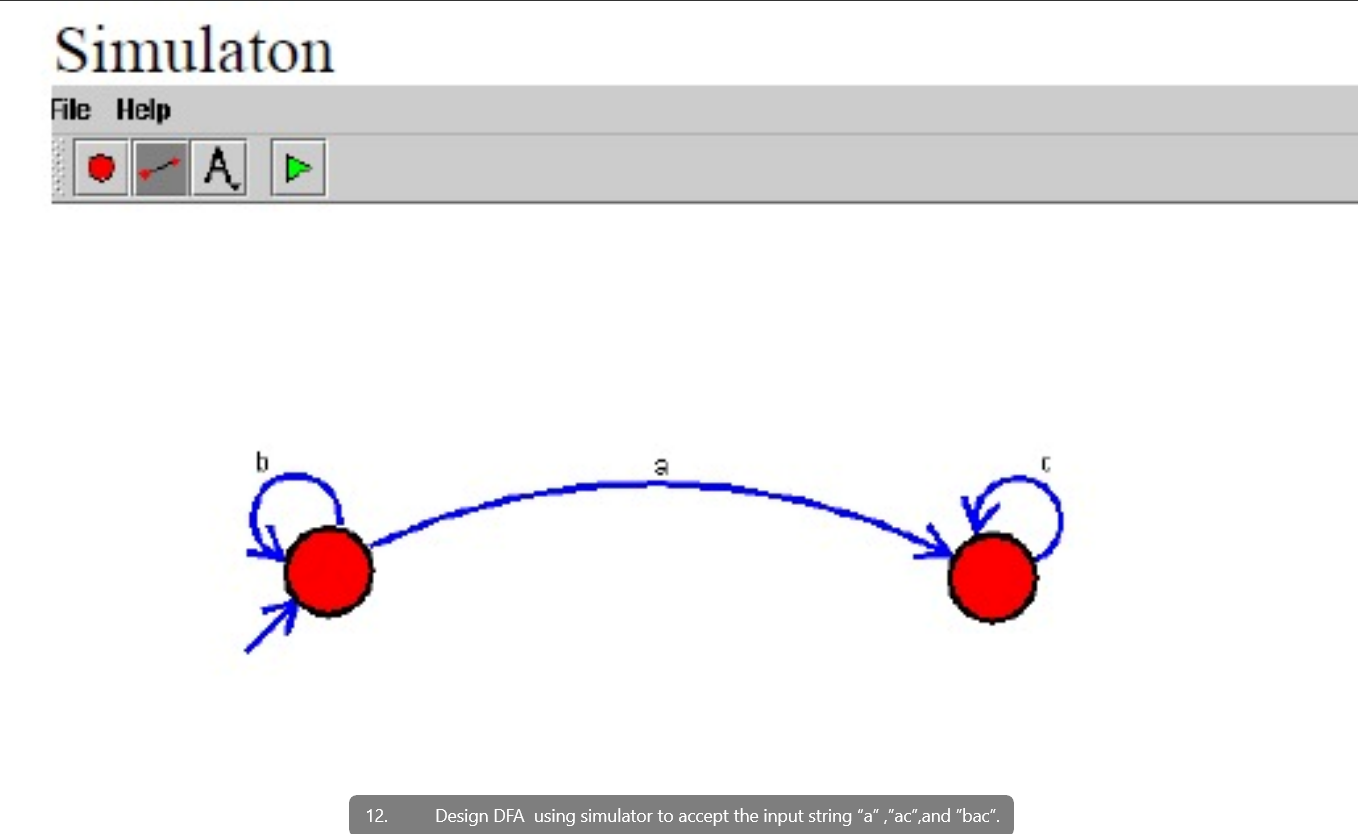 Simulaton
File Help
A
b
a
c
12. Design DFA using simulator to accept the input string “a” ,”ac”,and ”bac”.